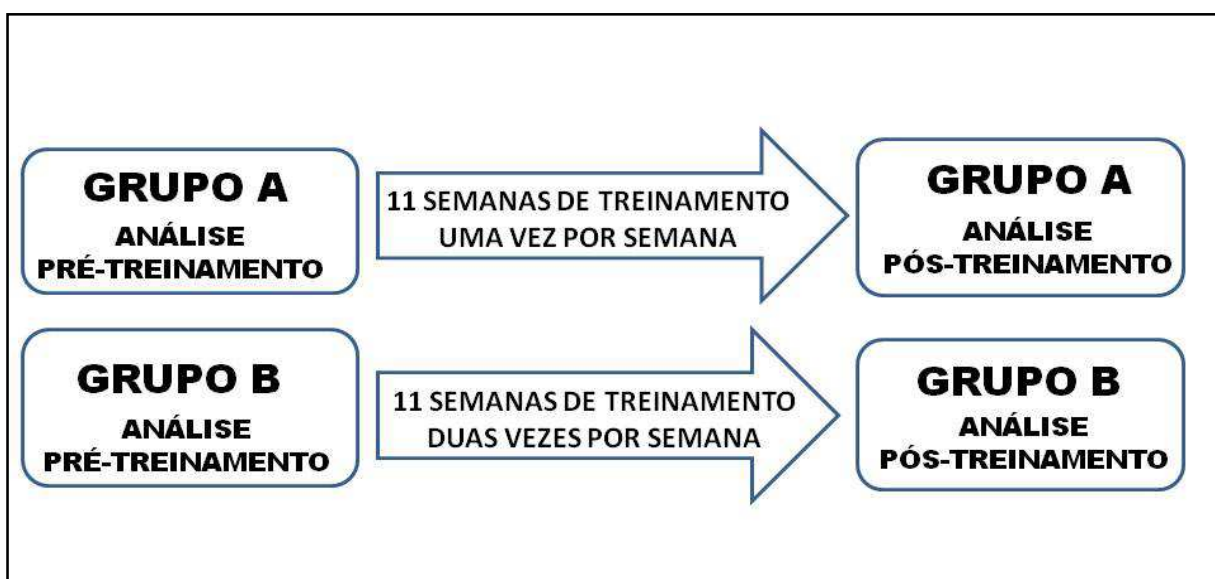 GRUPO A
ANÁLISE
PRÉ-TREINAMENTO
11 SEMANAS DE TREINAMENTO
UMA VEZ POR SEMANA
GRUPO A
ANÁLISE
PÓS-TREINAMENTO
GRUPO B
ANÁLISE
PRÉ-TREINAMENTO
11 SEMANAS DE TREINAMENTO
DUAS VEZES POR SEMANA
GRUPO B
ANÁLISE
PÓS-TREINAMENTO